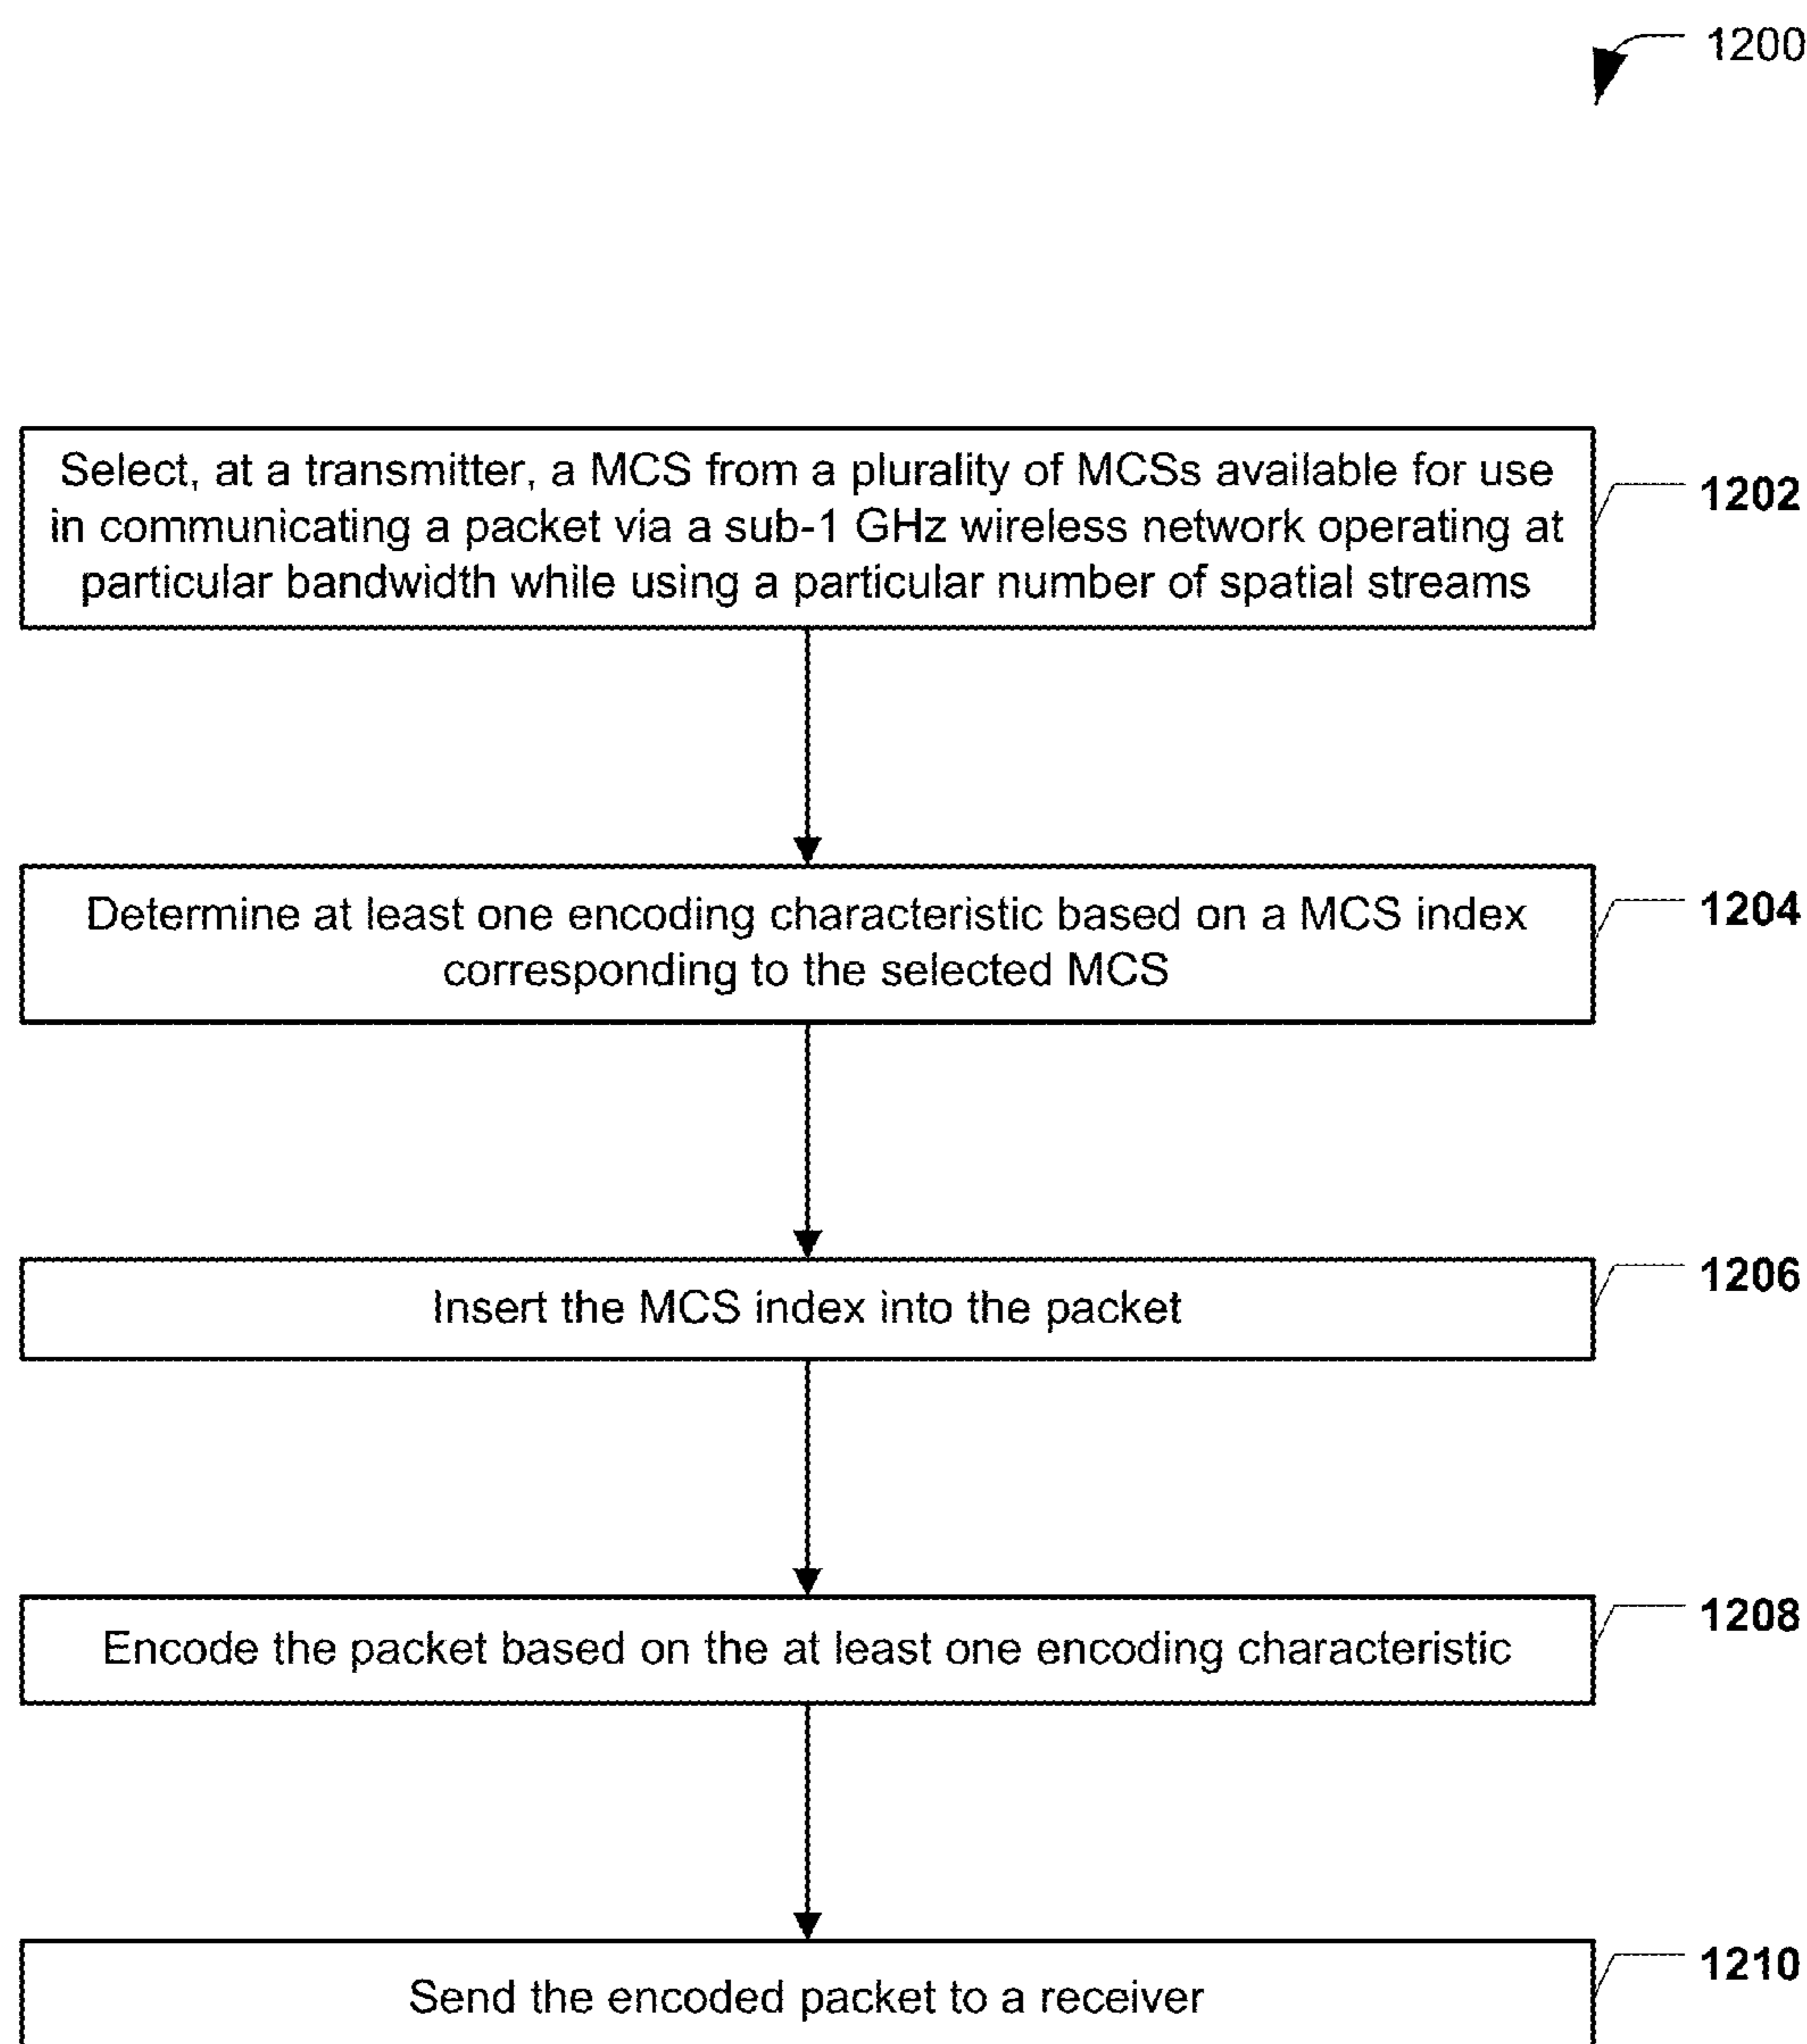 1200
Select, at a transmitter, a MCS from a plurality of MCSs available for use
in communicating a packet via a sub-1 GHz wireless network operating at
particular bandwidth while using a particular number of spatial streams
1202
Determine at least one encoding characteristic based on a MCS index
corresponding to the selected MCS
1204
Insert the MCS index into the packet
1206
Encode the packet based on the at least one encoding characteristic
1208
Send the encoded packet to a receiver
1210